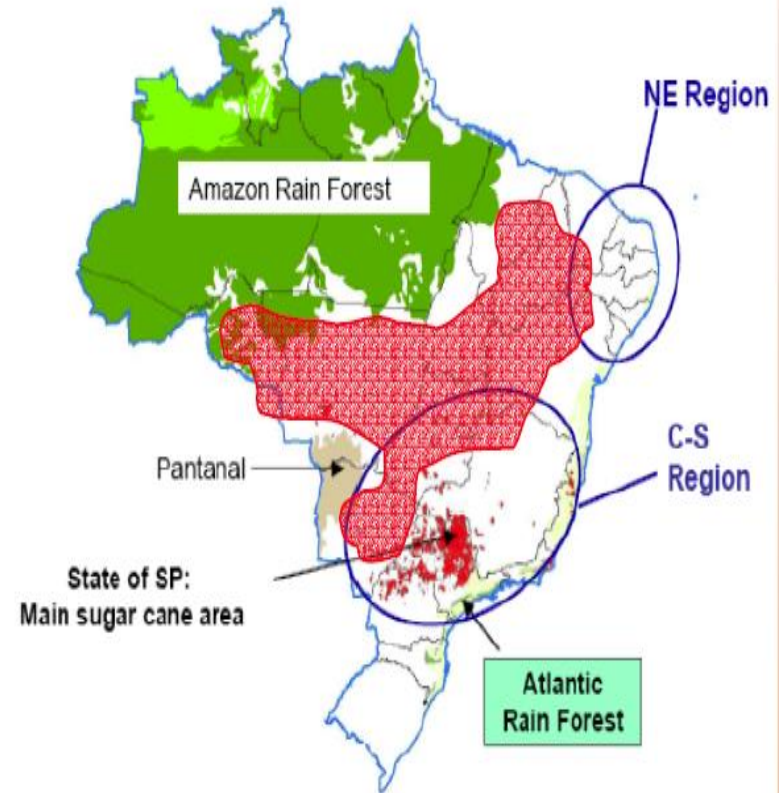 NE Region
Amazon Rain Forest
C-S
Region
Pantanal
State of SP:
Main sugar cane area
Atlantic
Rain Forest